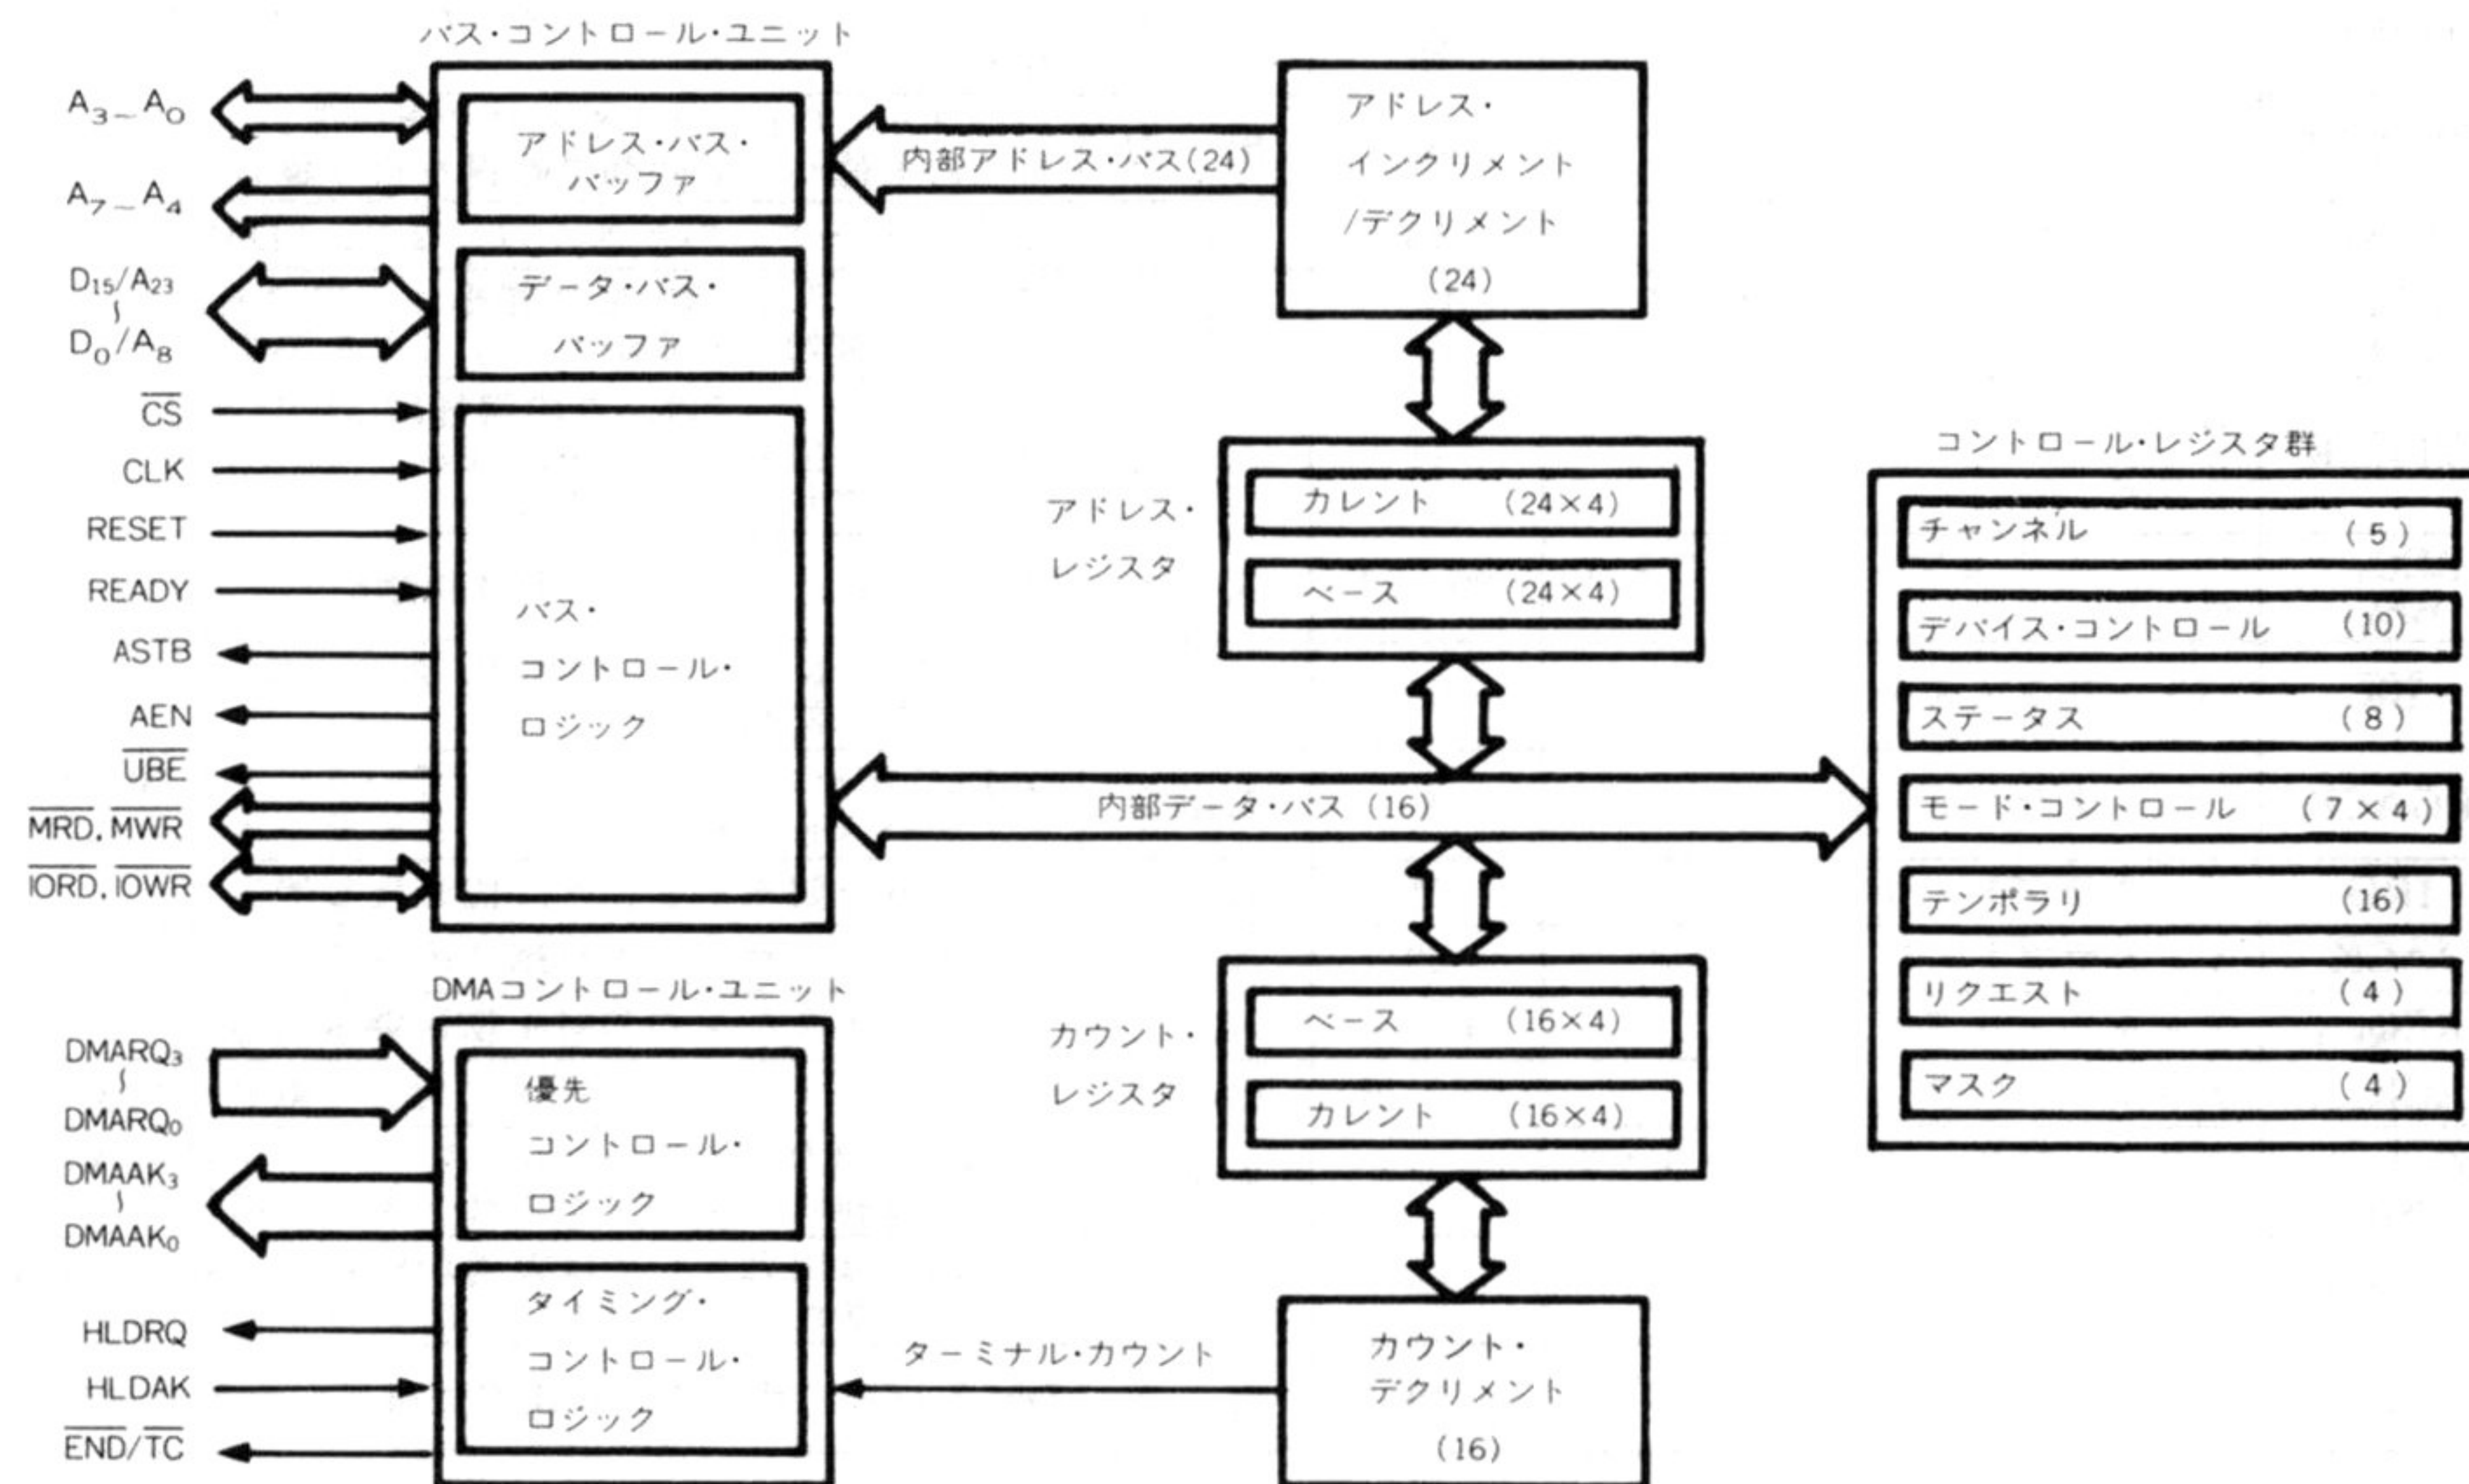 バス・コントロール・ユニット
A₃～A₀
A₇～A₄
D₁₅/A₂₃
～
D₀/A₈
C̅S̅
CLK
RESET
READY
ASTB
AEN
U̅B̅E̅
M̅R̅D̅, M̅W̅R̅
I̅O̅R̅D̅, I̅O̅W̅R̅
アドレス・バス・
バッファ
データ・バス・
バッファ
バス・
コントロール・
ロジック
内部アドレス・バス(24)
アドレス・
インクリメント
/デクリメント
(24)
アドレス・
レジスタ
カレント (24×4)
ベース (24×4)
内部データ・バス (16)
コントロール・レジスタ群
チャンネル (5)
デバイス・コントロール (10)
ステータス (8)
モード・コントロール (7×4)
テンポラリ (16)
リクエスト (4)
マスク (4)
カウント・
レジスタ
ベース (16×4)
カレント (16×4)
DMAコントロール・ユニット
DMARQ₃
～
DMARQ₀
DMAAK₃
～
DMAAK₀
HLDRQ
HLDAK
E̅N̅D̅/T̅C̅
優先
コントロール・
ロジック
タイミング・
コントロール・
ロジック
ターミナル・カウント
カウント・
デクリメント
(16)